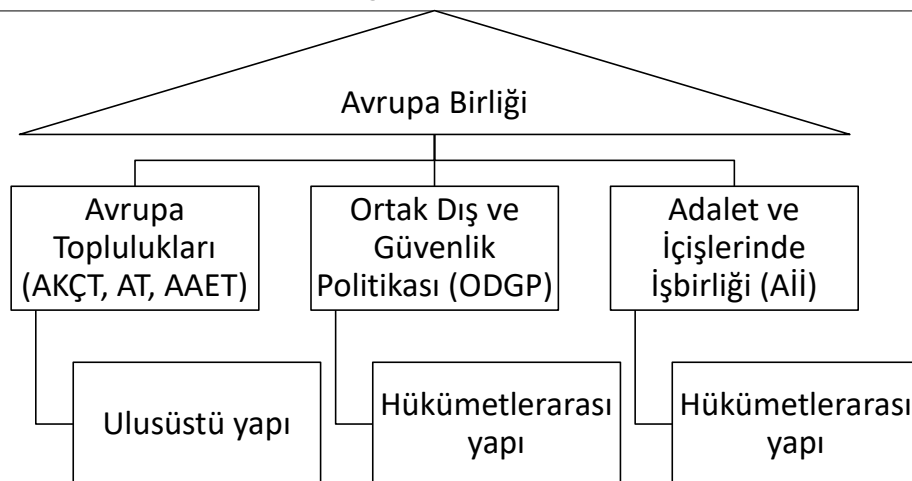 Avrupa Birliği
Avrupa
Toplulukları
(AKÇT, AT, AAET)
Ortak Dış ve
Güvenlik
Politikası (ODGP)
Adalet ve
İçişlerinde
İşbirliği (Aİİ)
Ulusüstü yapı
Hükümetlerarası
yapı
Hükümetlerarası
yapı